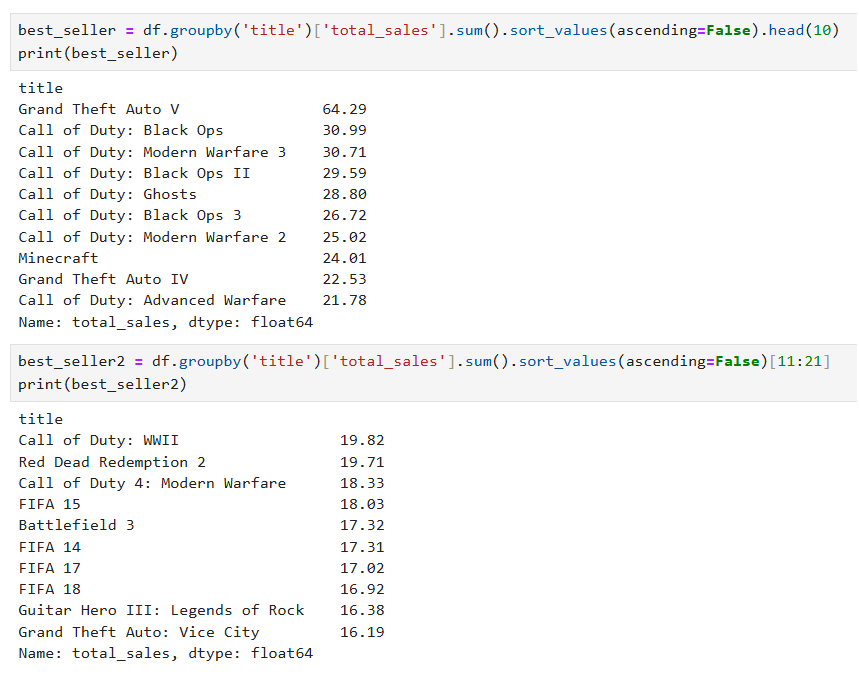 best_seller = df.groupby('title')['total_sales'].sum().sort_values(ascending=False).head(10)
print(best_seller)
title
Grand Theft Auto V                64.29
Call of Duty: Black Ops           30.99
Call of Duty: Modern Warfare 3    30.71
Call of Duty: Black Ops II        29.59
Call of Duty: Ghosts              28.80
Call of Duty: Black Ops 3         26.72
Call of Duty: Modern Warfare 2    25.02
Minecraft                         24.01
Grand Theft Auto IV               22.53
Call of Duty: Advanced Warfare    21.78
Name: total_sales, dtype: float64
best_seller2 = df.groupby('title')['total_sales'].sum().sort_values(ascending=False)[11:21]
print(best_seller2)
title
Call of Duty: WWII                  19.82
Red Dead Redemption 2               19.71
Call of Duty 4: Modern Warfare      18.33
FIFA 15                             18.03
Battlefield 3                       17.32
FIFA 14                             17.31
FIFA 17                             17.02
FIFA 18                             16.92
Guitar Hero III: Legends of Rock    16.38
Grand Theft Auto: Vice City         16.19
Name: total_sales, dtype: float64